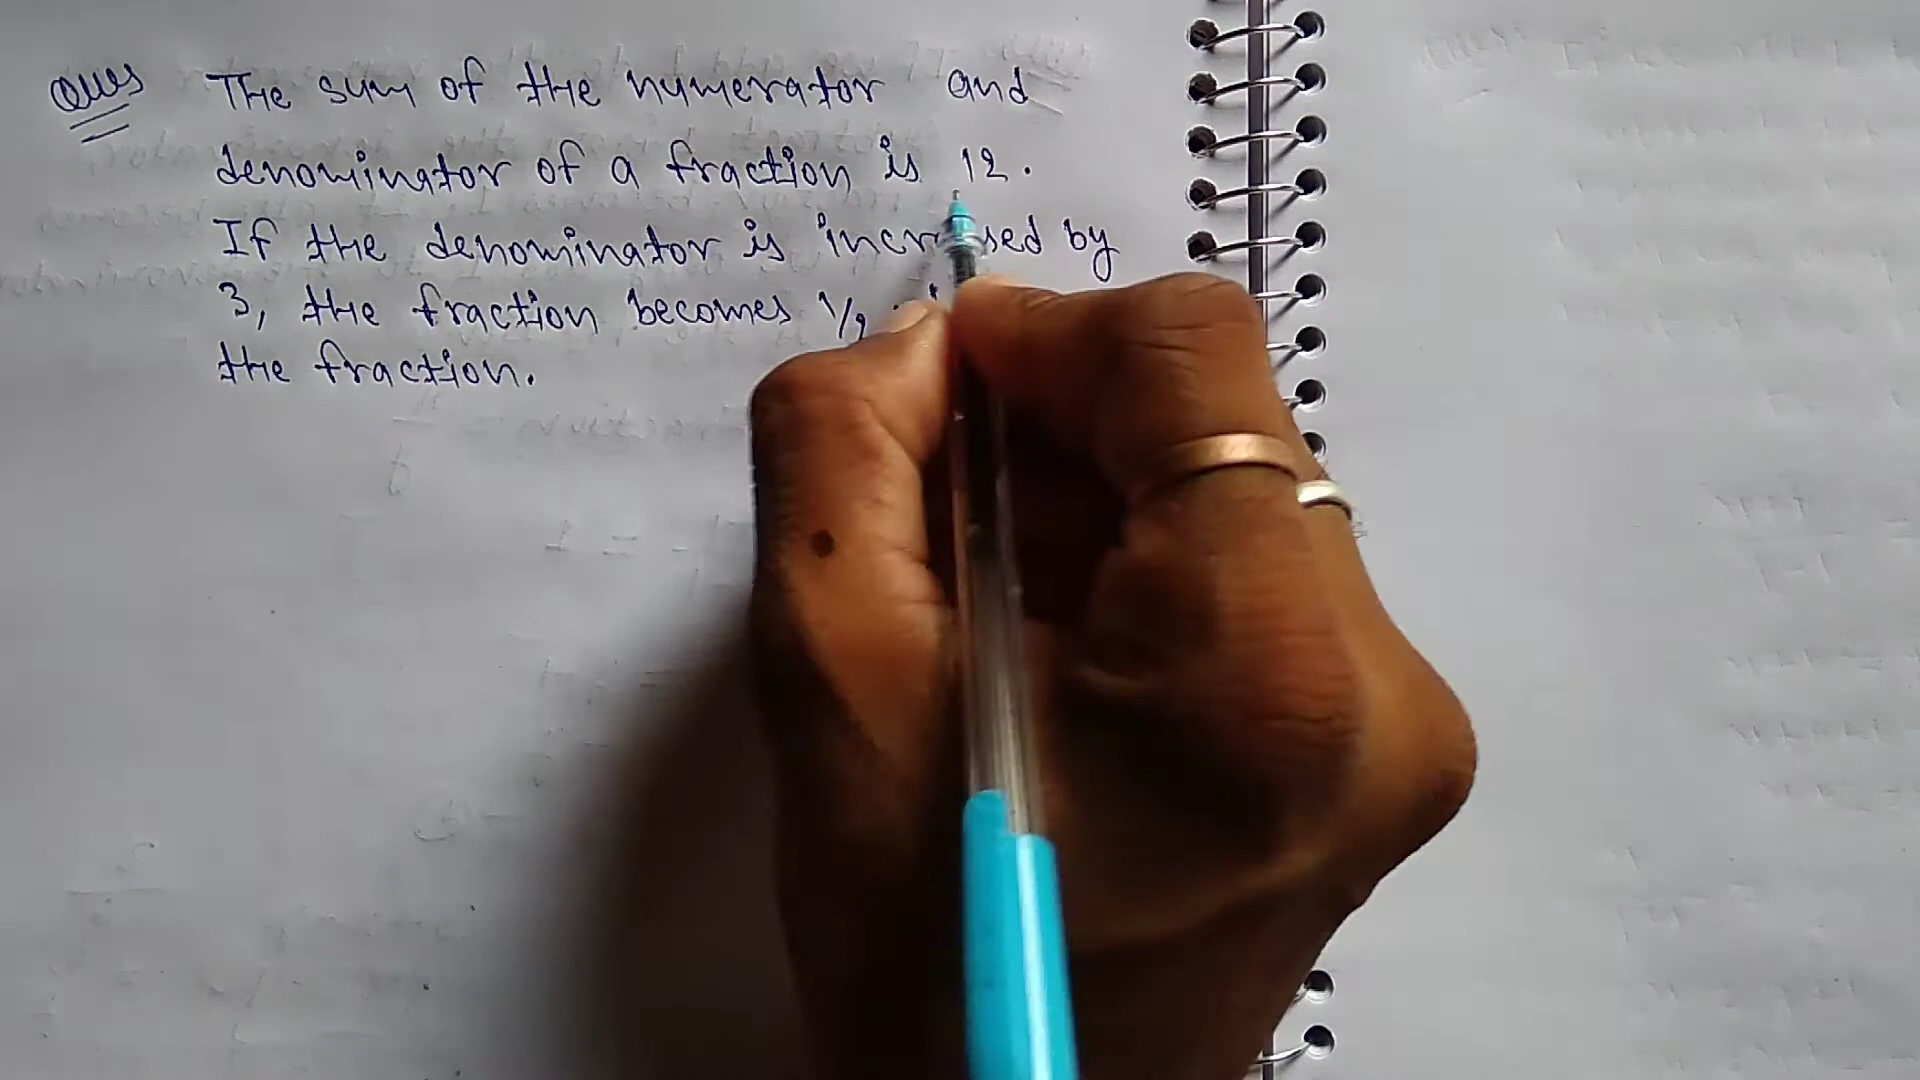 Ques The sum of the numerator and
denominator of a fraction is 12.
If the denominator is increased by
3, the fraction becomes 1/2
the fraction.